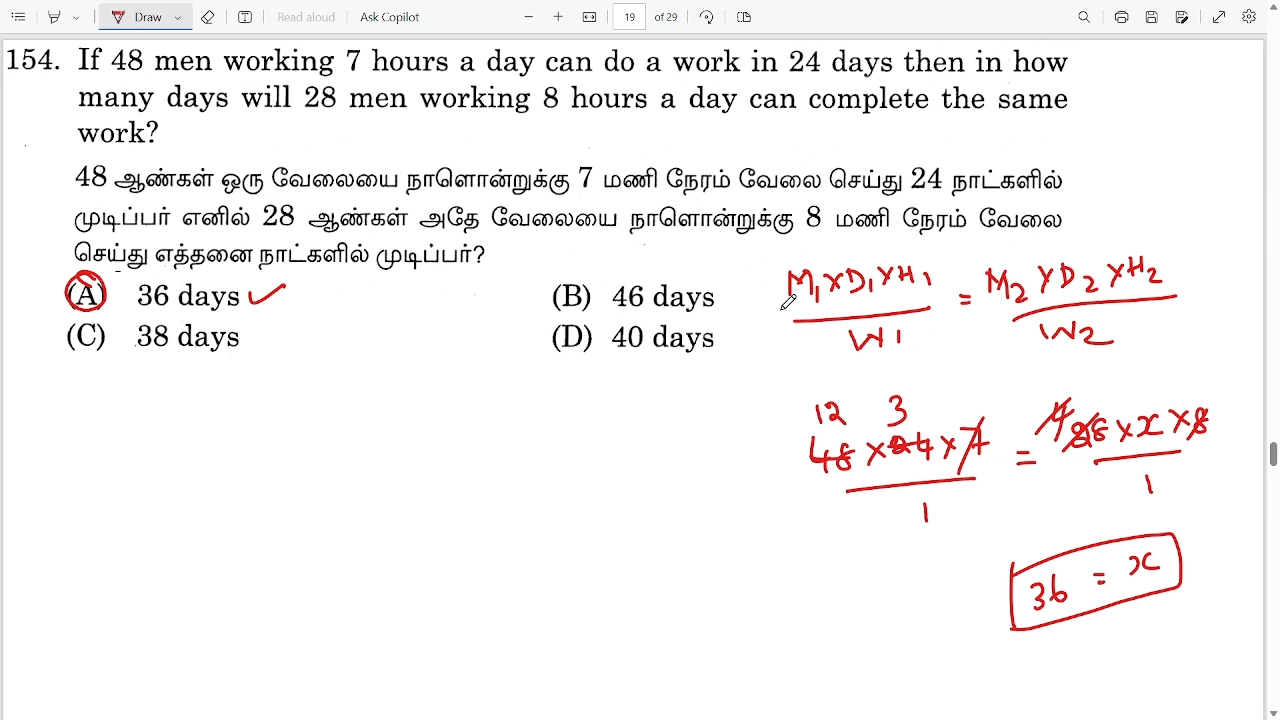 Draw
Read aloud
Ask Copilot
19 of 29
154. If 48 men working 7 hours a day can do a work in 24 days then in how
many days will 28 men working 8 hours a day can complete the same
work?
48 ஆண்கள் ஒரு வேலையை நாளொன்றுக்கு 7 மணி நேரம் வேலை செய்து 24 நாட்களில்
முடிப்பர் எனில் 28 ஆண்கள் அதே வேலையை நாளொன்றுக்கு 8 மணி நேரம் வேலை
செய்து எத்தனை நாட்களில் முடிப்பர்?
(A) 36 days ✓
(B) 46 days
(C) 38 days
(D) 40 days
M₁×D₁×H₁ = M₂×D₂×H₂
W1 W2
12 3 4
48×24×7 = 28×x×8
1 1
36 = x